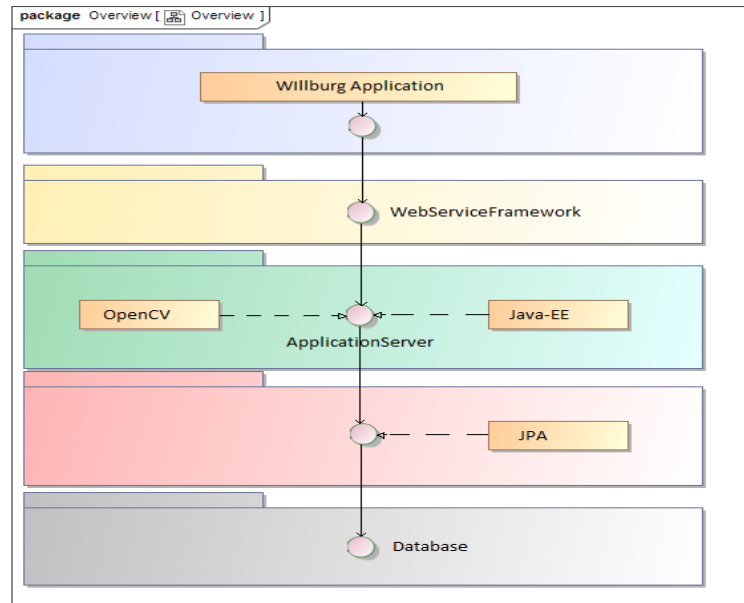 package Overview [ Overview ]
WIllburg Application
WebServiceFramework
OpenCV
Java-EE
ApplicationServer
JPA
Database